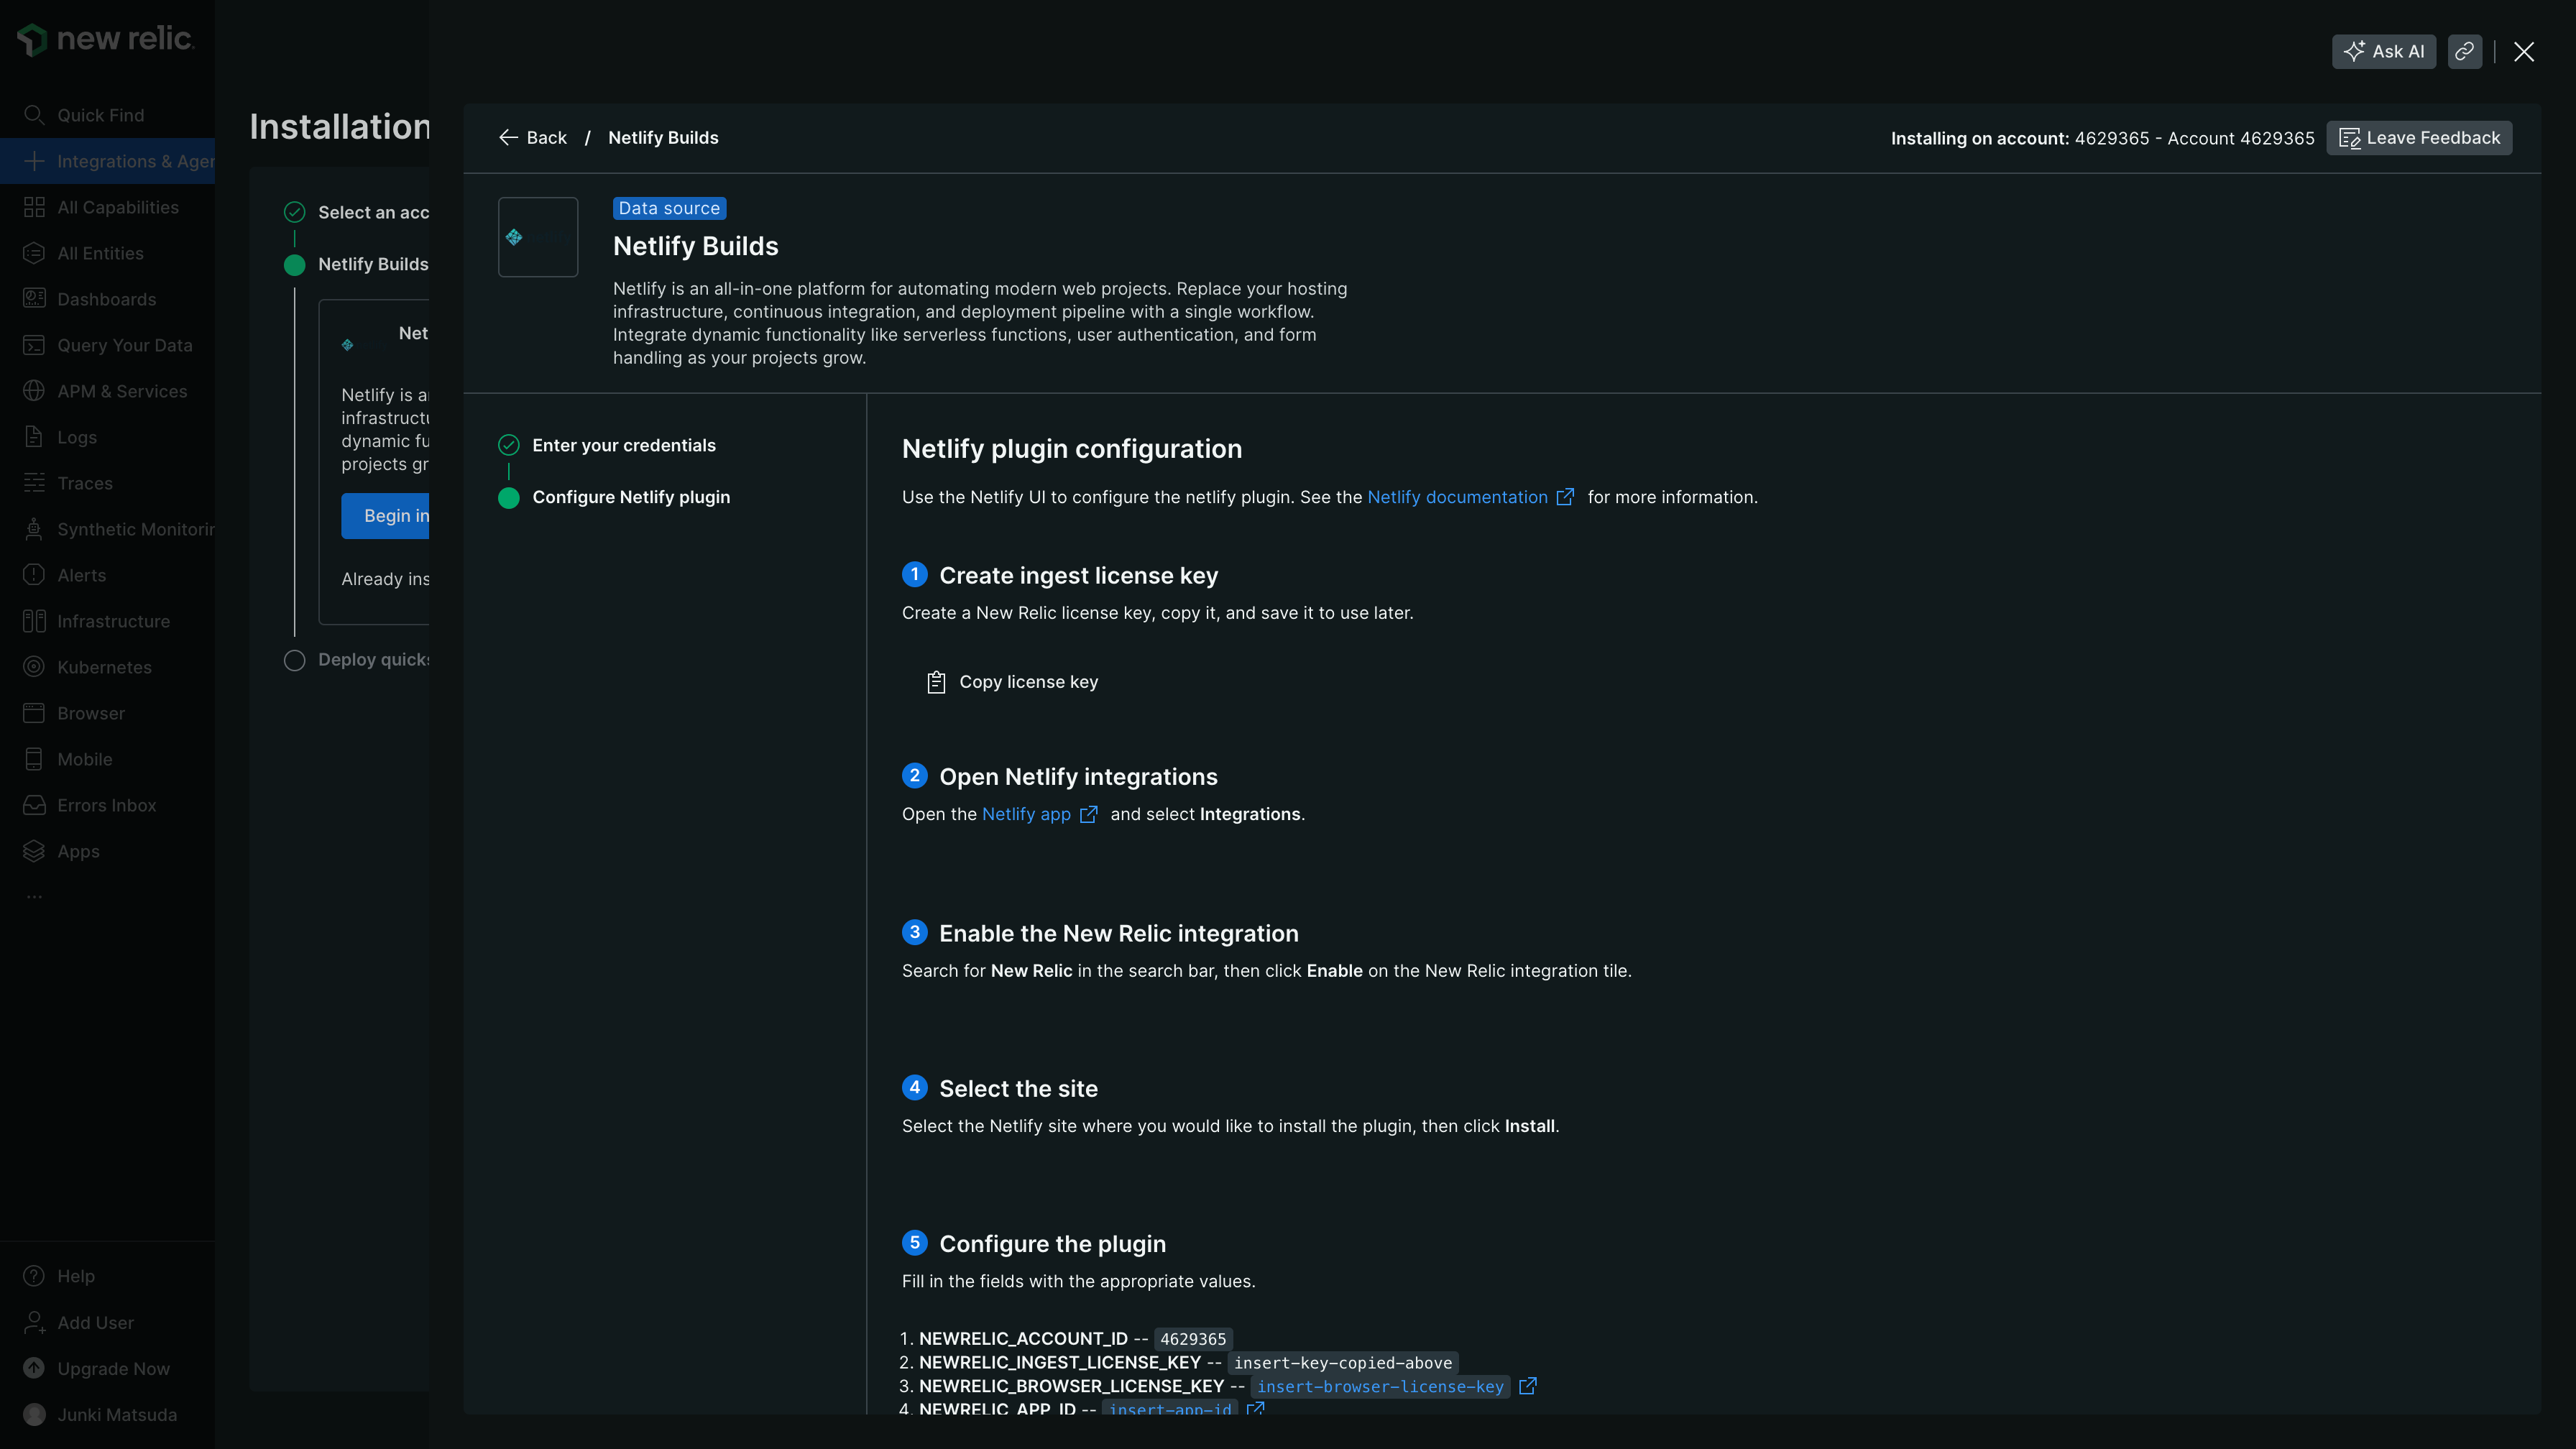 new relic.
Quick Find
Integrations & Agen
All Capabilities
All Entities
Dashboards
Query Your Data
APM & Services
Logs
Traces
Synthetic Monitorin
Alerts
Infrastructure
Kubernetes
Browser
Mobile
Errors Inbox
Apps
...
Help
Add User
Upgrade Now
Junki Matsuda
Installation
Select an acc
Netlify Builds
Net
Netlify is a
infrastructu
dynamic fu
projects gr
Begin in
Already ins
Deploy quicks
Ask AI
Back / Netlify Builds
Installing on account: 4629365 - Account 4629365
Leave Feedback
Data source
Netlify Builds
Netlify is an all-in-one platform for automating modern web projects. Replace your hosting
infrastructure, continuous integration, and deployment pipeline with a single workflow.
Integrate dynamic functionality like serverless functions, user authentication, and form
handling as your projects grow.
Enter your credentials
Configure Netlify plugin
Netlify plugin configuration
Use the Netlify UI to configure the netlify plugin. See the Netlify documentation for more information.
1 Create ingest license key
Create a New Relic license key, copy it, and save it to use later.
Copy license key
2 Open Netlify integrations
Open the Netlify app and select Integrations.
3 Enable the New Relic integration
Search for New Relic in the search bar, then click Enable on the New Relic integration tile.
4 Select the site
Select the Netlify site where you would like to install the plugin, then click Install.
5 Configure the plugin
Fill in the fields with the appropriate values.
1. NEWRELIC_ACCOUNT_ID -- 4629365
2. NEWRELIC_INGEST_LICENSE_KEY -- insert-key-copied-above
3. NEWRELIC_BROWSER_LICENSE_KEY -- insert-browser-license-key
4. NEWRELIC_APP_ID -- insert-app-id